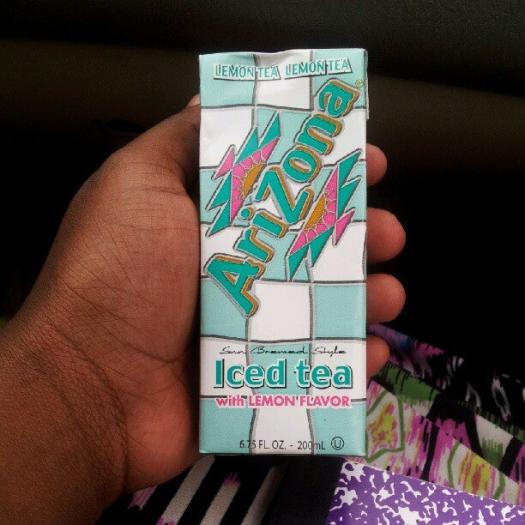 LEMON TEA LEMON TEA
AriZona
Sun Brewed Style
Iced tea
with LEMON FLAVOR
6.75 FL. OZ. - 200mL U